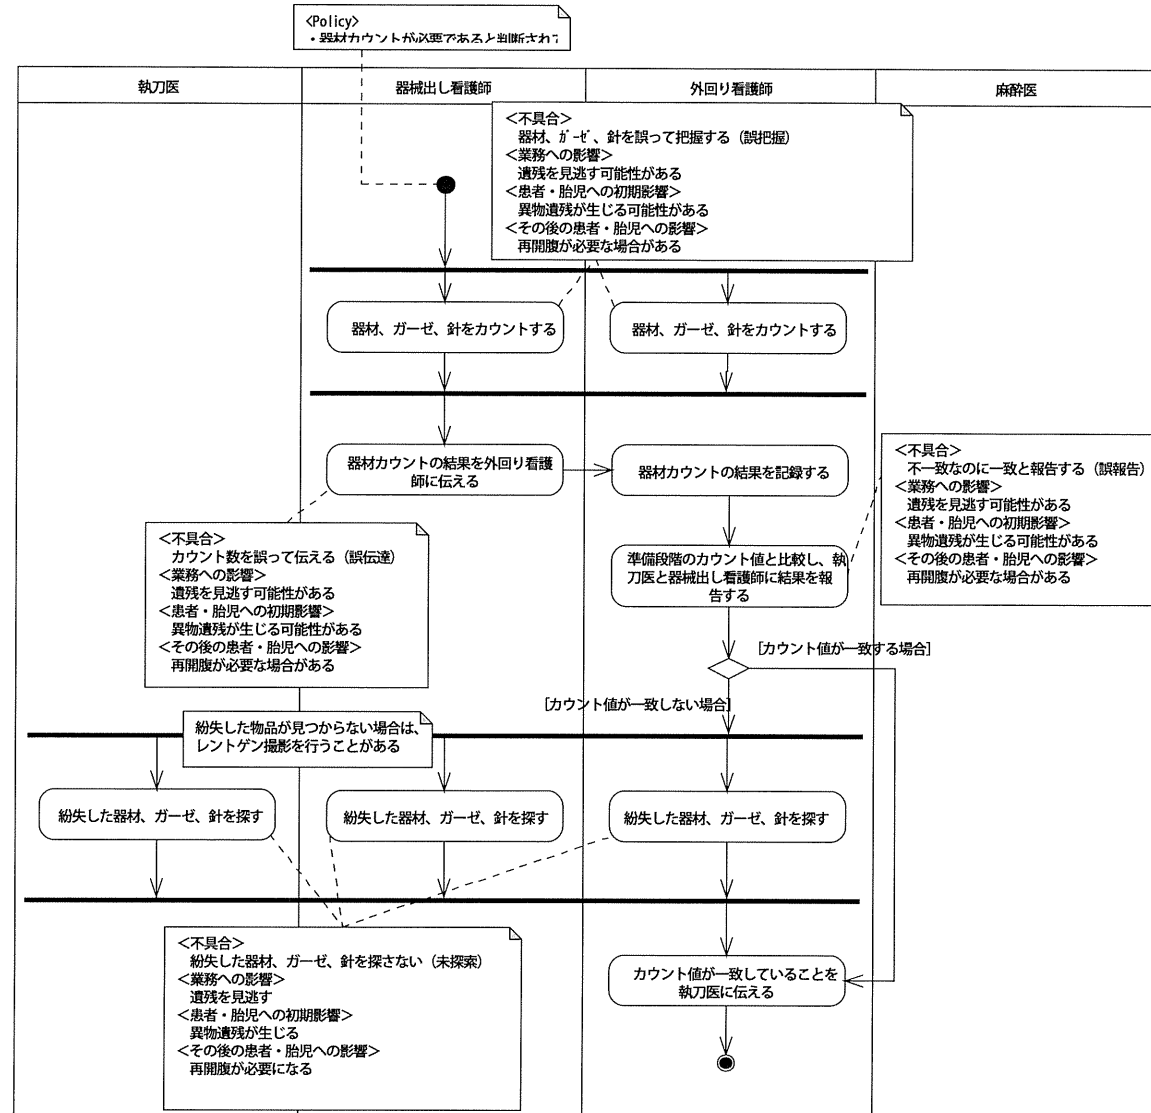 <Policy>
・器材カウントが必要であると判断され
執刀医
器械出し看護師
外回り看護師
麻酔医
<不具合>
器材、ｶﾞｰｾﾞ、針を誤って把握する（誤把握）
<業務への影響>
遺残を見逃す可能性がある
<患者・胎児への初期影響>
異物遺残が生じる可能性がある
<その後の患者・胎児への影響>
再開腹が必要な場合がある
器材、ガーゼ、針をカウントする
器材、ガーゼ、針をカウントする
器材カウントの結果を外回り看護
師に伝える
器材カウントの結果を記録する
<不具合>
不一致なのに一致と報告する（誤報告）
<業務への影響>
遺残を見逃す可能性がある
<患者・胎児への初期影響>
異物遺残が生じる可能性がある
<その後の患者・胎児への影響>
再開腹が必要な場合がある
<不具合>
カウント数を誤って伝える（誤伝達）
<業務への影響>
遺残を見逃す可能性がある
<患者・胎児への初期影響>
異物遺残が生じる可能性がある
<その後の患者・胎児への影響>
再開腹が必要な場合がある
準備段階のカウント値と比較し、執
刀医と器械出し看護師に結果を報
告する
[カウント値が一致する場合]
[カウント値が一致しない場合]
紛失した物品が見つからない場合は、
レントゲン撮影を行うことがある
紛失した器材、ガーゼ、針を探す
紛失した器材、ガーゼ、針を探す
紛失した器材、ガーゼ、針を探す
<不具合>
紛失した器材、ガーゼ、針を探さない（未探索）
<業務への影響>
遺残を見逃す
<患者・胎児への初期影響>
異物遺残が生じる
<その後の患者・胎児への影響>
再開腹が必要になる
カウント値が一致していることを
執刀医に伝える